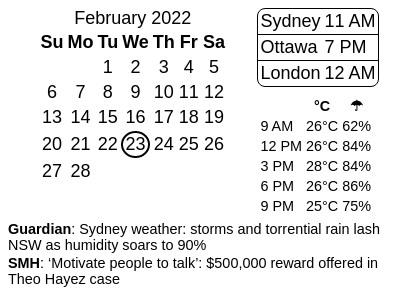 February 2022
Su Mo Tu We Th Fr Sa
1 2 3 4 5
6 7 8 9 10 11 12
13 14 15 16 17 18 19
20 21 22 23 24 25 26
27 28
Sydney 11 AM
Ottawa 7 PM
London 12 AM
°C ☂
9 AM 26°C 62%
12 PM 26°C 84%
3 PM 28°C 84%
6 PM 26°C 86%
9 PM 25°C 75%
Guardian: Sydney weather: storms and torrential rain lash
NSW as humidity soars to 90%
SMH: ‘Motivate people to talk’: $500,000 reward offered in
Theo Hayez case